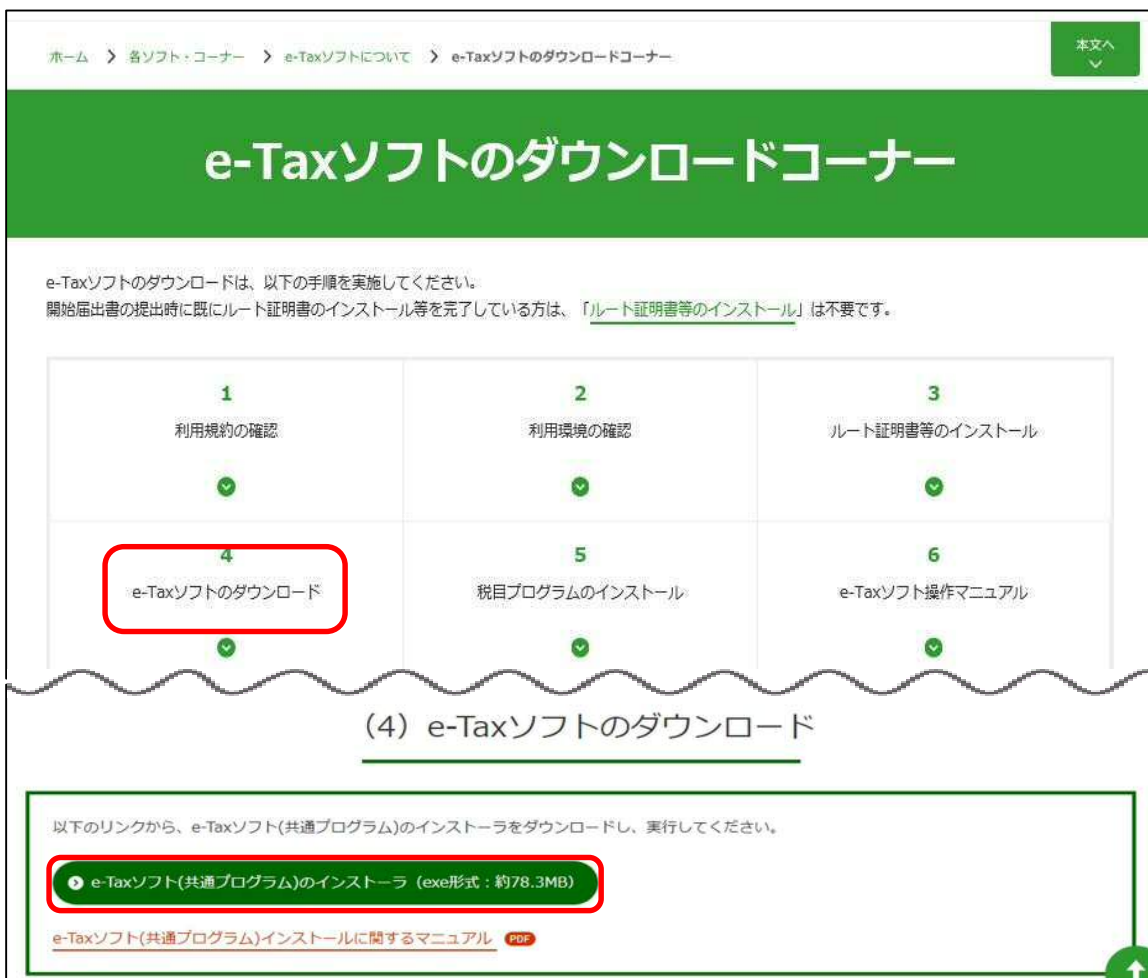 ホーム > 各ソフト・コーナー > e-Taxソフトについて > e-Taxソフトのダウンロードコーナー
本文へ
e-Taxソフトのダウンロードコーナー
e-Taxソフトのダウンロードは、以下の手順を実施してください。
開始届出書の提出時に既にルート証明書のインストール等を完了している方は、「ルート証明書等のインストール」は不要です。
1
利用規約の確認
2
利用環境の確認
3
ルート証明書等のインストール
4
e-Taxソフトのダウンロード
5
税目プログラムのインストール
6
e-Taxソフト操作マニュアル
（4）e-Taxソフトのダウンロード
以下のリンクから、e-Taxソフト(共通プログラム)のインストーラをダウンロードし、実行してください。
e-Taxソフト(共通プログラム)のインストーラ（exe形式：約78.3MB）
e-Taxソフト(共通プログラム)インストールに関するマニュアル PDF